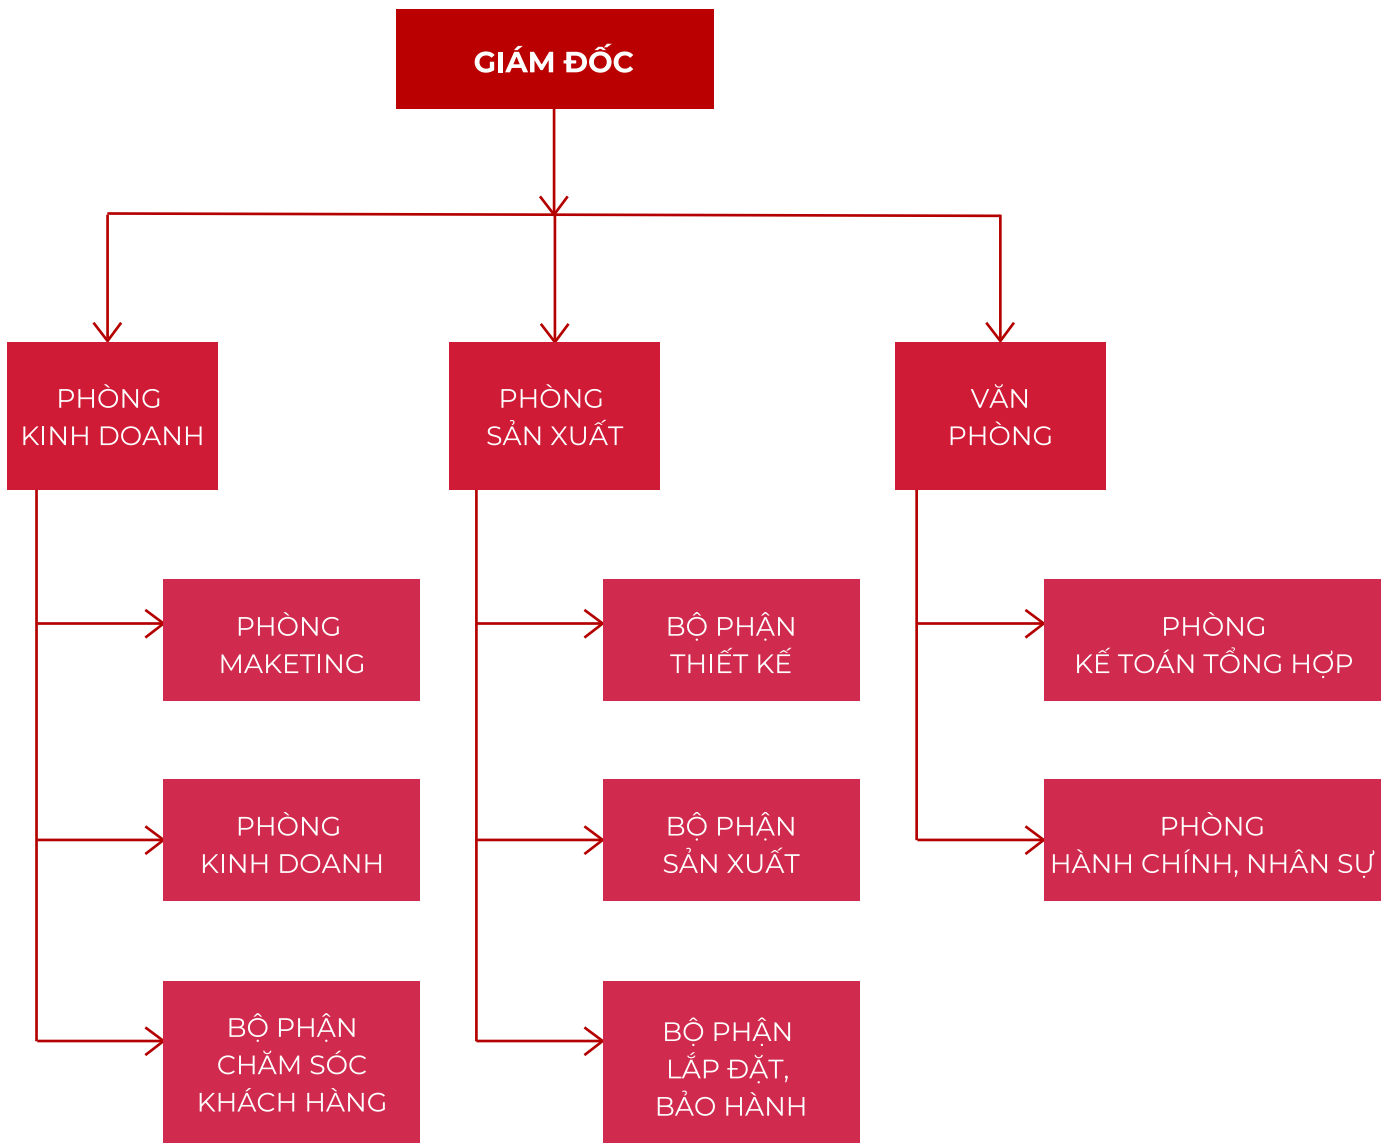 GIÁM ĐỐC
PHÒNG
KINH DOANH
PHÒNG
SẢN XUẤT
VĂN
PHÒNG
PHÒNG
MAKETING
BỘ PHẬN
THIẾT KẾ
PHÒNG
KẾ TOÁN TỔNG HỢP
PHÒNG
KINH DOANH
BỘ PHẬN
SẢN XUẤT
PHÒNG
HÀNH CHÍNH, NHÂN SỰ
BỘ PHẬN
CHĂM SÓC
KHÁCH HÀNG
BỘ PHẬN
LẮP ĐẶT,
BẢO HÀNH